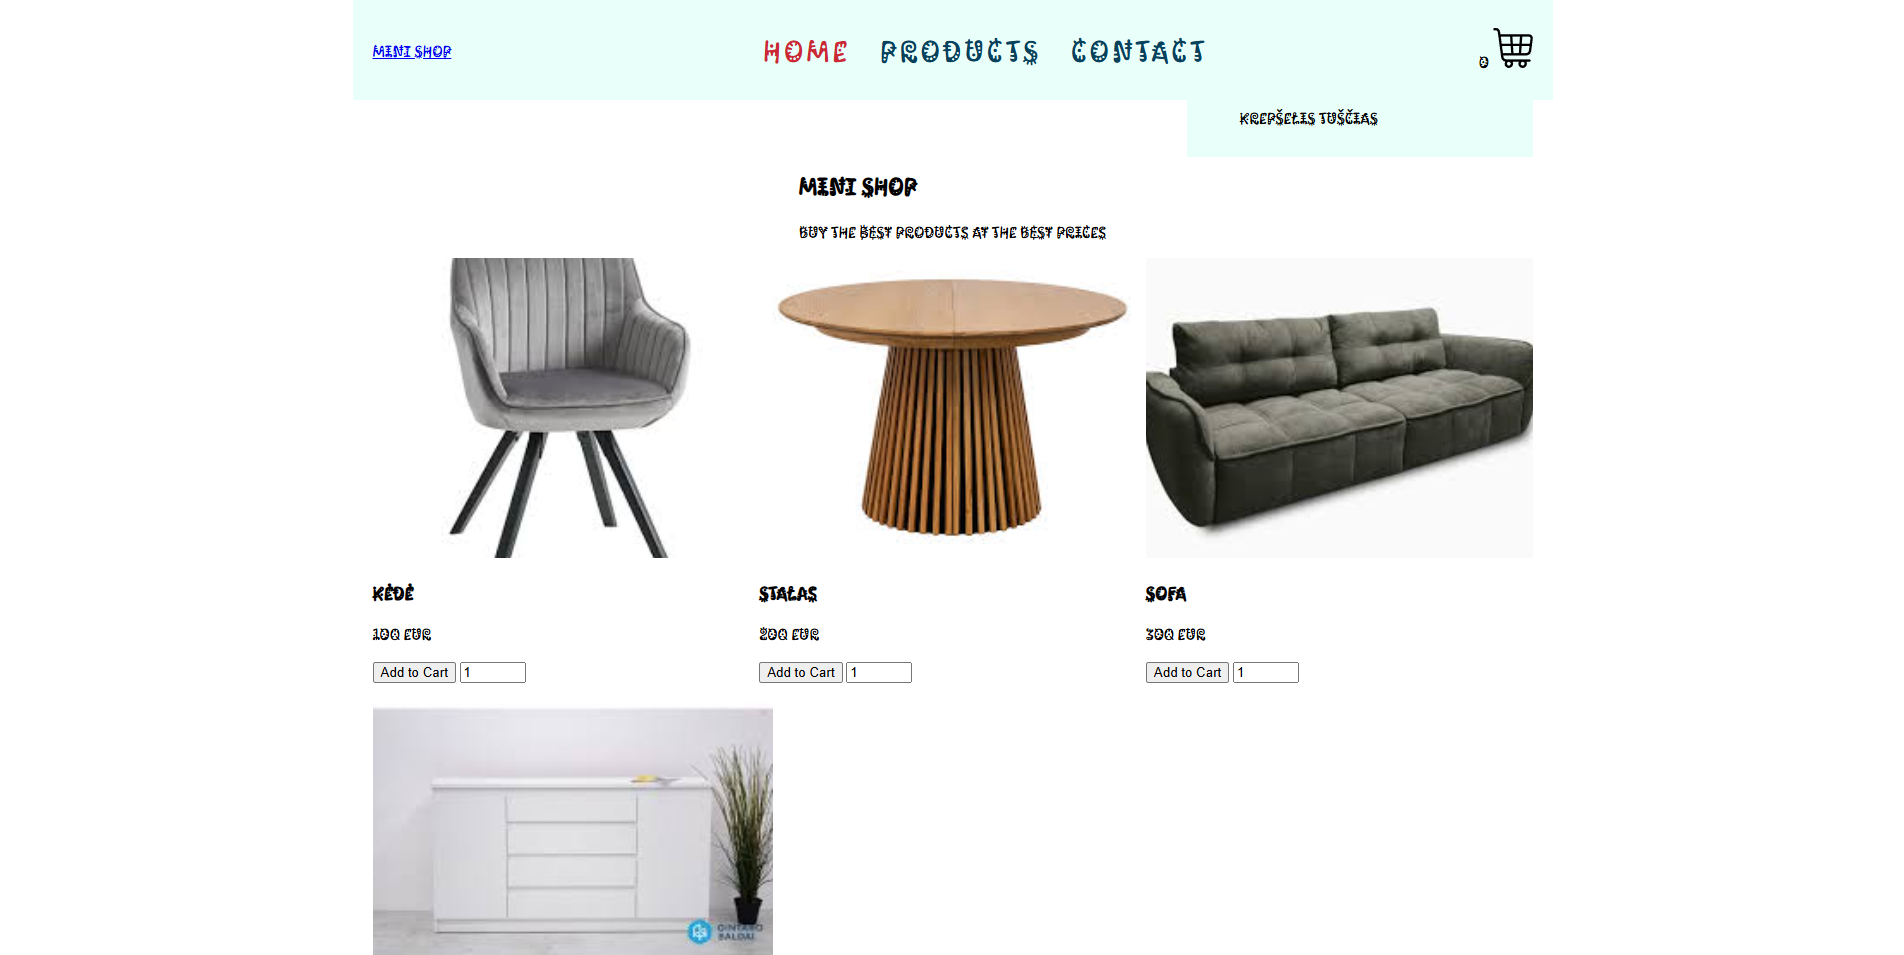 MINI SHOP
HOME PRODUCTS CONTACT
0
KREPŠELIS TUŠČIAS
MINI SHOP
BUY THE BEST PRODUCTS AT THE BEST PRICES
KĖDĖ
100 EUR
Add to Cart 1
STALAS
200 EUR
Add to Cart 1
SOFA
300 EUR
Add to Cart 1
GINTARO
BALDAI